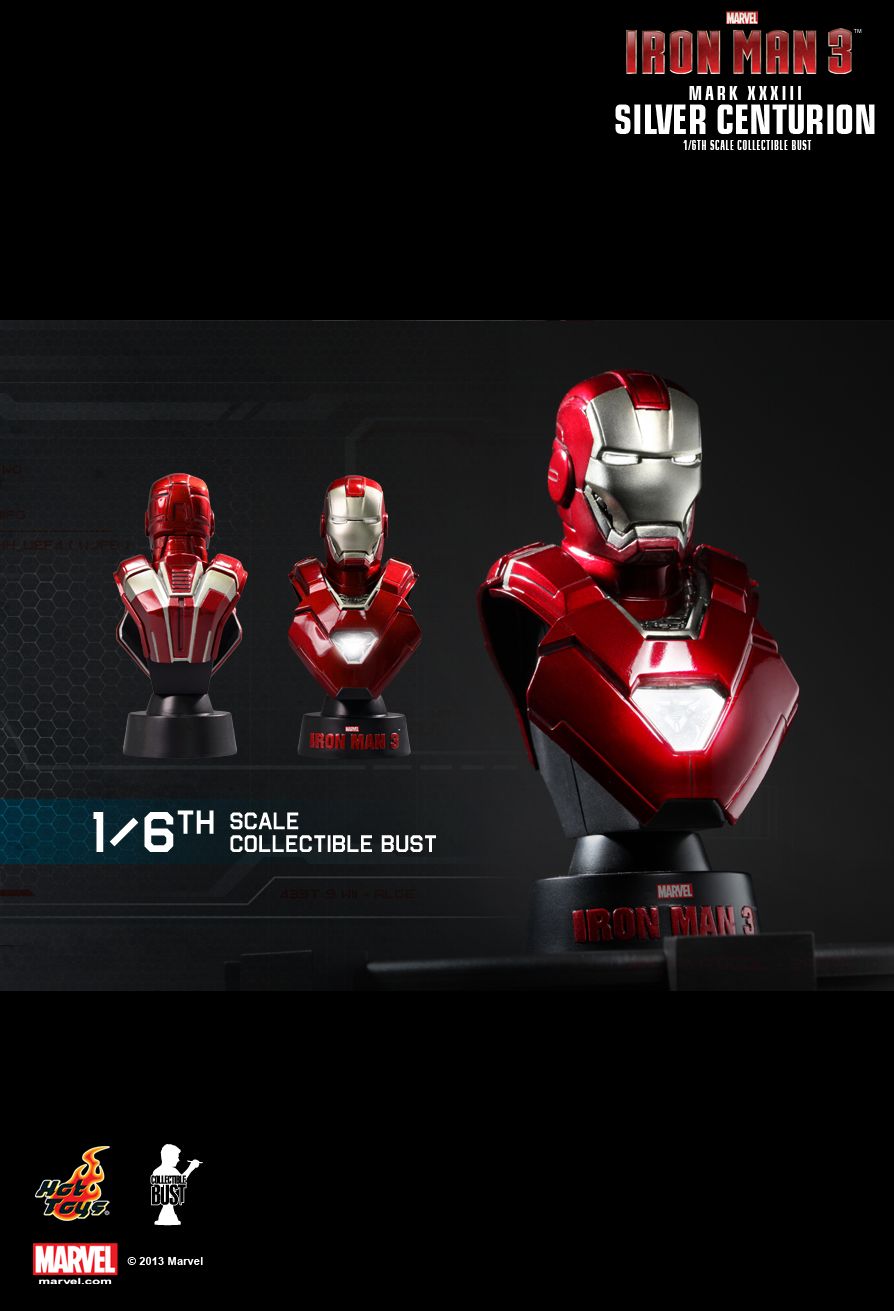 MARVEL
IRON MAN 3™
MARK XXXIII
SILVER CENTURION
1/6TH SCALE COLLECTIBLE BUST
MARVEL
IRON MAN 3
1/6TH SCALE
COLLECTIBLE BUST
MARVEL
IRON MAN 3
Hot Toys®
COLLECTIBLE
BUST
MARVEL © 2013 Marvel
marvel.com